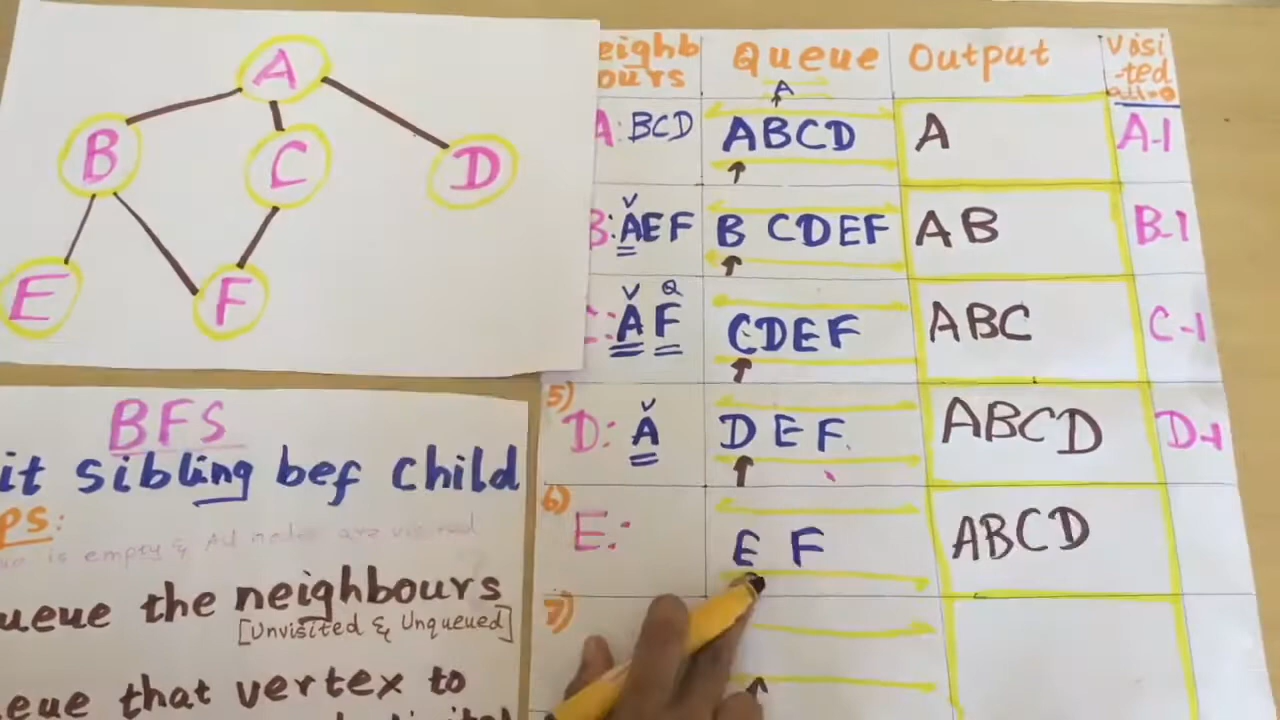 A
B C D
E F
BFS
it sibling bef child
PS:
is empty & All nodes are visited
ueue the neighbours
[Unvisited & Unqueued]
eue that vertex to
eighb Queue Output Visi
ours -ted
A all=0
A: BCD ABCD A A-1
V
B: AEF B CDEF AB B-1
V Q
C: A F CDEF ABC C-1
5) V
D: A D E F ABCD D-1
6)
E: E F ABCD
7)